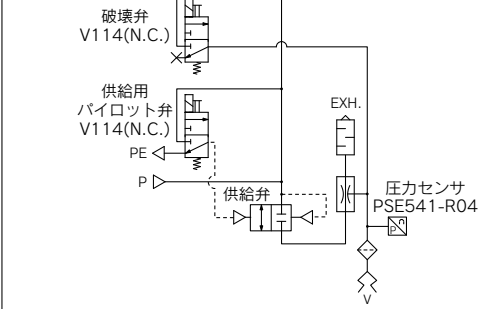 破壊弁
V114(N.C.)
供給用
パイロット弁
V114(N.C.)
PE
P
EXH.
供給弁
圧力センサ
PSE541-R04
P
V